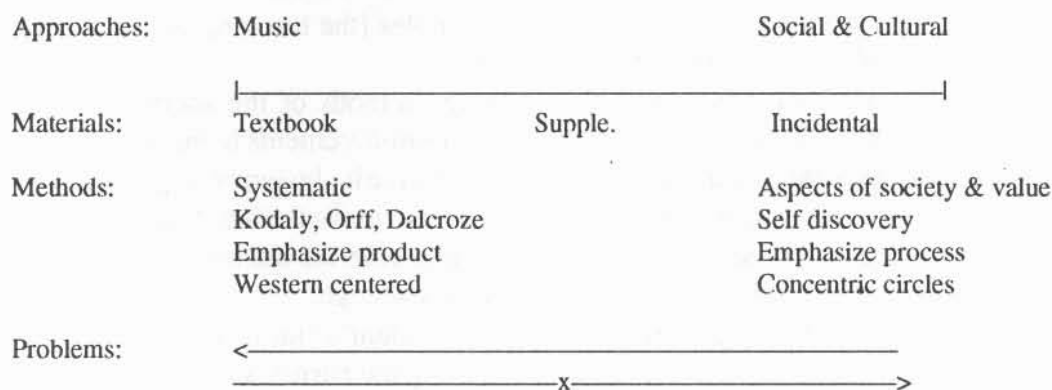 Approaches: Music Social & Cultural
Materials: Textbook Supple. Incidental
Methods: Systematic Aspects of society & value
Kodaly, Orff, Dalcroze Self discovery
Emphasize product Emphasize process
Western centered Concentric circles
Problems:
x